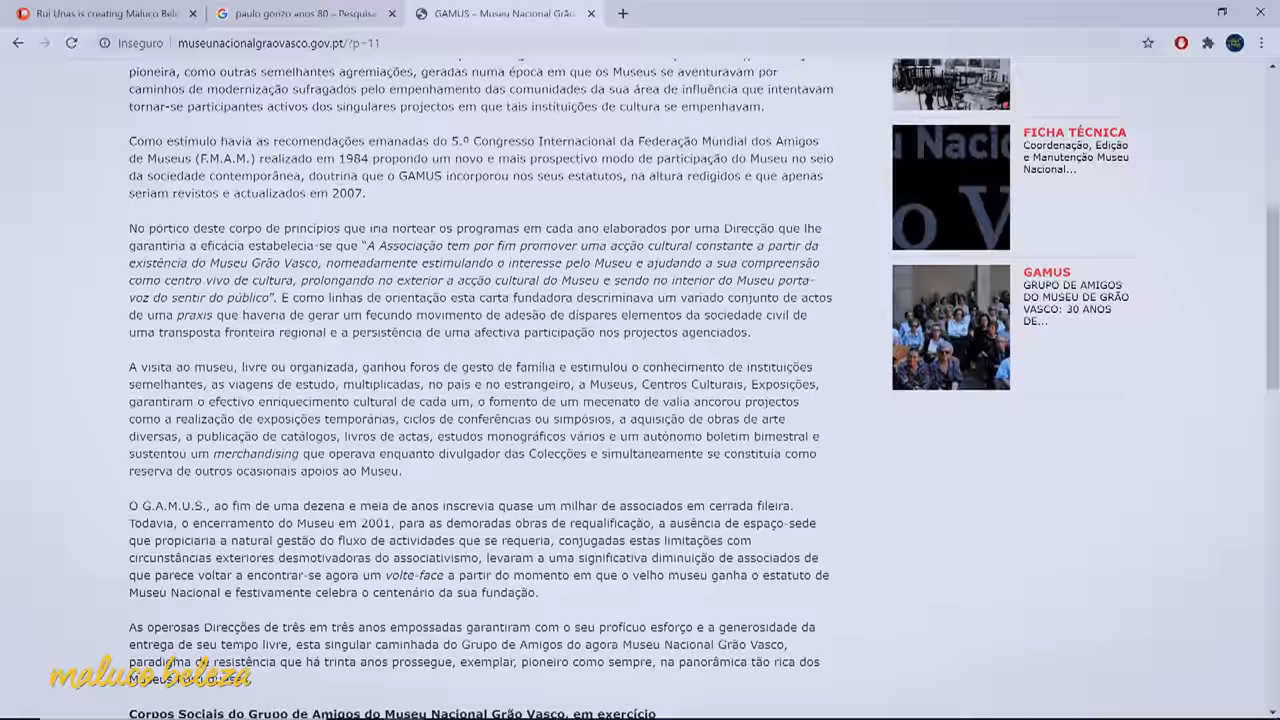 Rui Unas is creating Maluco Bel
paulo gonzo anos 80 – Pesquisa
GAMUS – Museu Nacional Grão
Inseguro
museunacionalgraovasco.gov.pt/?p=11
pioneira, como outras semelhantes agremiações, geradas numa época em que os Museus se aventuravam por
caminhos de modernização sufragados pelo empenhamento das comunidades da sua área de influência que intentavam
tornar-se participantes activos dos singulares projectos em que tais instituições de cultura se empenhavam.
Como estímulo havia as recomendações emanadas do 5.º Congresso Internacional da Federação Mundial dos Amigos
de Museus (F.M.A.M.) realizado em 1984 propondo um novo e mais prospectivo modo de participação do Museu no seio
da sociedade contemporânea, doutrina que o GAMUS incorporou nos seus estatutos, na altura redigidos e que apenas
seriam revistos e actualizados em 2007.
No pórtico deste corpo de princípios que iria nortear os programas em cada ano elaborados por uma Direcção que lhe
garantiria a eficácia estabelecia-se que “A Associação tem por fim promover uma acção cultural constante a partir da
existência do Museu Grão Vasco, nomeadamente estimulando o interesse pelo Museu e ajudando a sua compreensão
como centro vivo de cultura, prolongando no exterior a acção cultural do Museu e sendo no interior do Museu porta-
voz do sentir do público”. E como linhas de orientação esta carta fundadora descriminava um variado conjunto de actos
de uma praxis que haveria de gerar um fecundo movimento de adesão de díspares elementos da sociedade civil de
uma transposta fronteira regional e a persistência de uma afectiva participação nos projectos agenciados.
A visita ao museu, livre ou organizada, ganhou foros de gesto de família e estimulou o conhecimento de instituições
semelhantes, as viagens de estudo, multiplicadas, no país e no estrangeiro, a Museus, Centros Culturais, Exposições,
garantiram o efectivo enriquecimento cultural de cada um, o fomento de um mecenato de valia ancorou projectos
como a realização de exposições temporárias, ciclos de conferências ou simpósios, a aquisição de obras de arte
diversas, a publicação de catálogos, livros de actas, estudos monográficos vários e um autónomo boletim bimestral e
sustentou um merchandising que operava enquanto divulgador das Colecções e simultaneamente se constituía como
reserva de outros ocasionais apoios ao Museu.
O G.A.M.U.S., ao fim de uma dezena e meia de anos inscrevia quase um milhar de associados em cerrada fileira.
Todavia, o encerramento do Museu em 2001, para as demoradas obras de requalificação, a ausência de espaço-sede
que propiciaria a natural gestão do fluxo de actividades que se requeria, conjugadas estas limitações com
circunstâncias exteriores desmotivadoras do associativismo, levaram a uma significativa diminuição de associados de
que parece voltar a encontrar-se agora um volte-face a partir do momento em que o velho museu ganha o estatuto de
Museu Nacional e festivamente celebra o centenário da sua fundação.
As operosas Direcções de três em três anos empossadas garantiram com o seu profícuo esforço e a generosidade da
entrega de seu tempo livre, esta singular caminhada do Grupo de Amigos do agora Museu Nacional Grão Vasco,
paradigma de resistência que há trinta anos prossegue, exemplar, pioneiro como sempre, na panorâmica tão rica dos
Corpos Sociais do Grupo de Amigos do Museu Nacional Grão Vasco, em exercício
FICHA TÉCNICA
Coordenação, Edição
e Manutenção Museu
Nacional...
GAMUS
GRUPO DE AMIGOS
DO MUSEU DE GRÃO
VASCO: 30 ANOS
DE...
maluco beleza